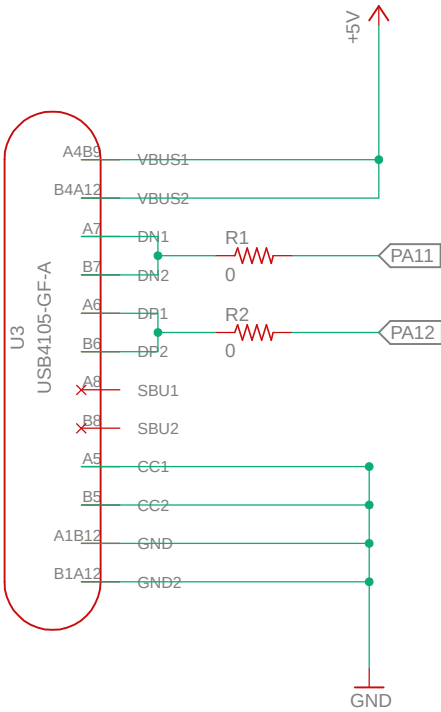 +5V
A4B9 VBUS1
B4A12 VBUS2
A7 DN1
R1
PA11
B7 DN2
0
A6 DP1
R2
PA12
B6 DP2
0
A8 SBU1
B8 SBU2
A5 CC1
B5 CC2
A1B12 GND
B1A12 GND2
U3
USB4105-GF-A
GND